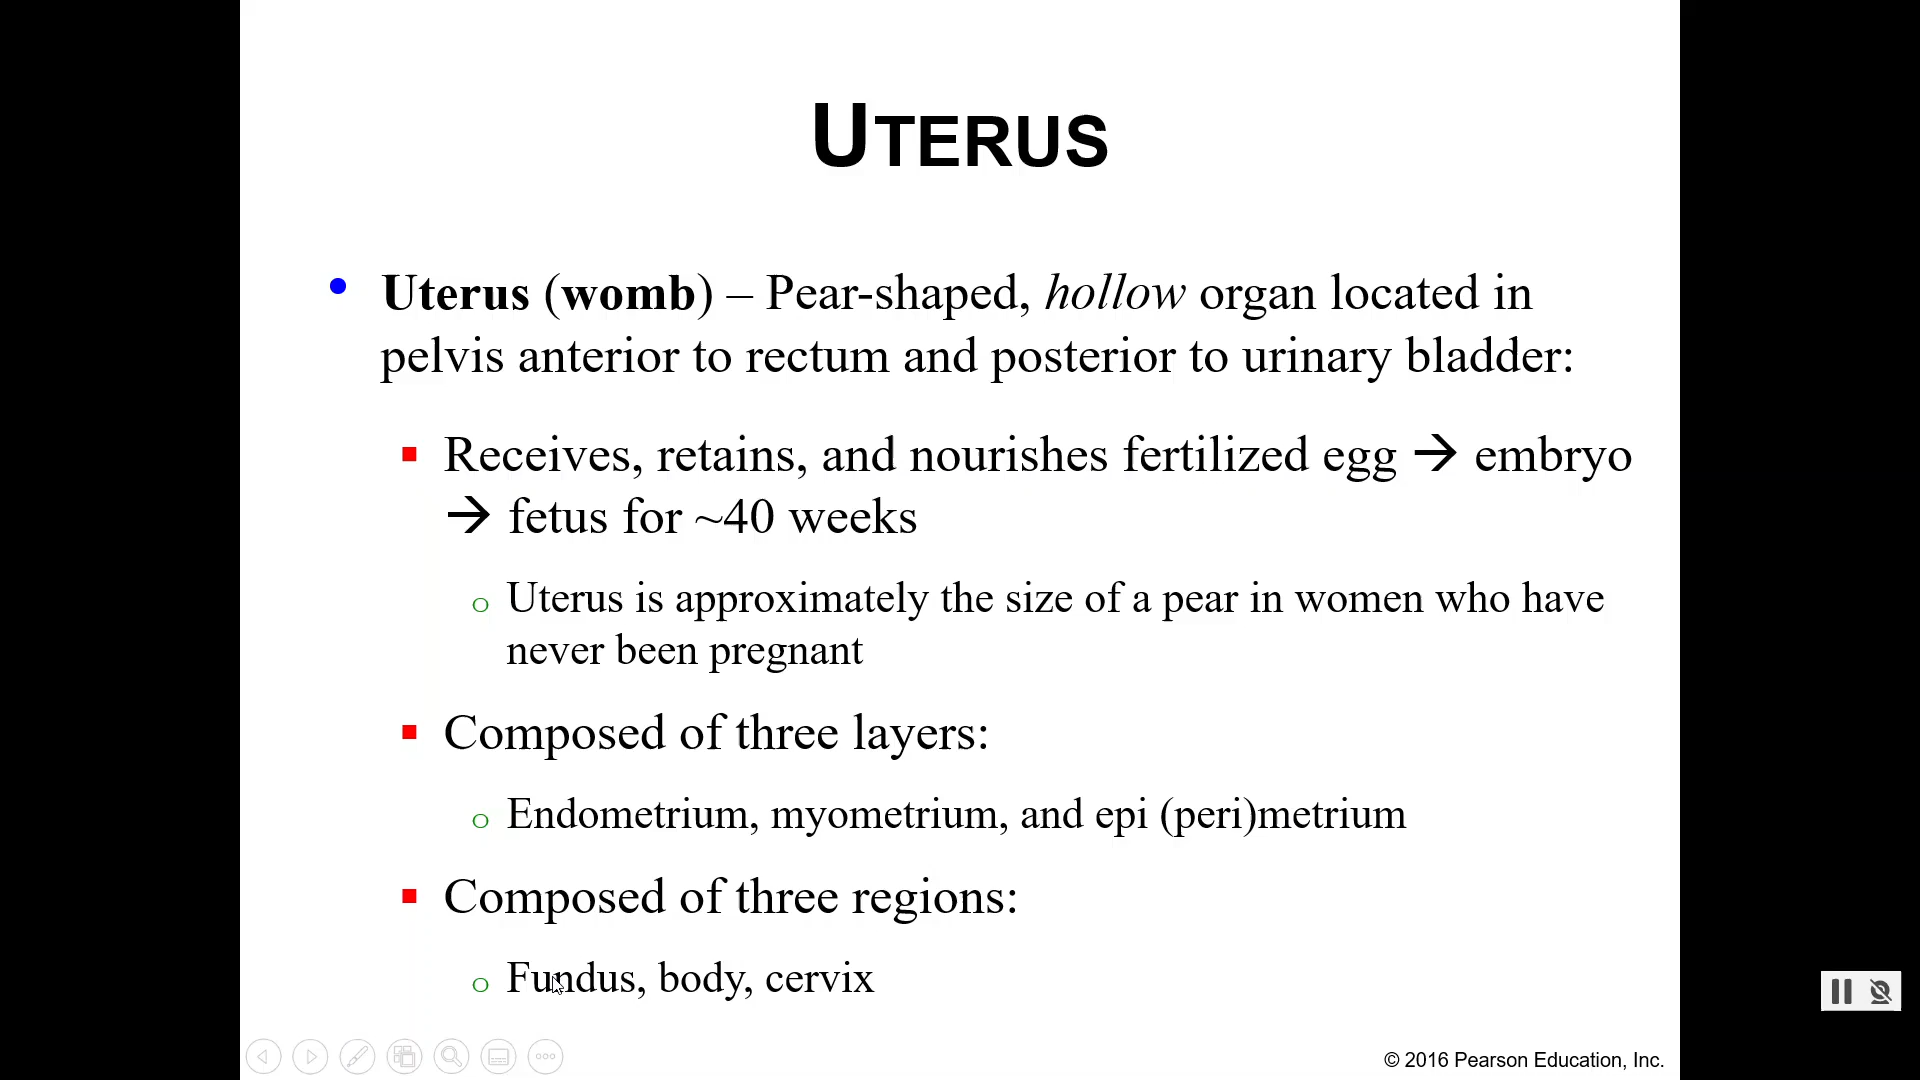 UTERUS
• Uterus (womb) – Pear-shaped, hollow organ located in
pelvis anterior to rectum and posterior to urinary bladder:
▪ Receives, retains, and nourishes fertilized egg → embryo
→ fetus for ~40 weeks
o Uterus is approximately the size of a pear in women who have
never been pregnant
▪ Composed of three layers:
o Endometrium, myometrium, and epi (peri)metrium
▪ Composed of three regions:
o Fundus, body, cervix
© 2016 Pearson Education, Inc.